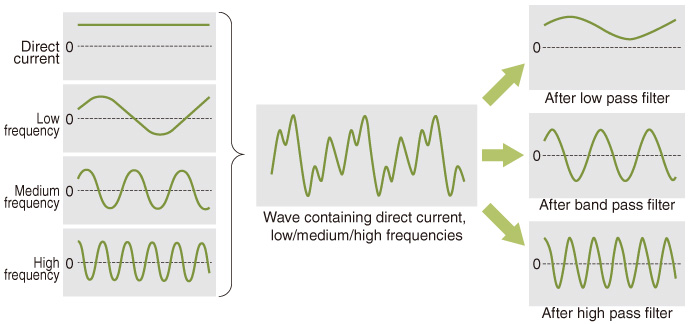 Direct
current
0
Low
frequency
0
Medium
frequency
0
High
frequency
0
Wave containing direct current,
low/medium/high frequencies
0
After low pass filter
0
After band pass filter
0
After high pass filter